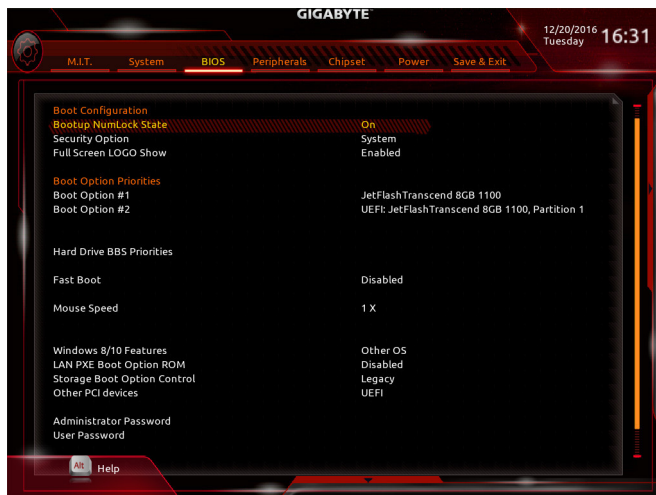 GIGABYTE™
12/20/2016 16:31
Tuesday
M.I.T. System BIOS Peripherals Chipset Power Save & Exit
Boot Configuration
Bootup NumLock State On
Security Option System
Full Screen LOGO Show Enabled
Boot Option Priorities
Boot Option #1 JetFlashTranscend 8GB 1100
Boot Option #2 UEFI: JetFlashTranscend 8GB 1100, Partition 1
Hard Drive BBS Priorities
Fast Boot Disabled
Mouse Speed 1 X
Windows 8/10 Features Other OS
LAN PXE Boot Option ROM Disabled
Storage Boot Option Control Legacy
Other PCI devices UEFI
Administrator Password
User Password
Alt Help